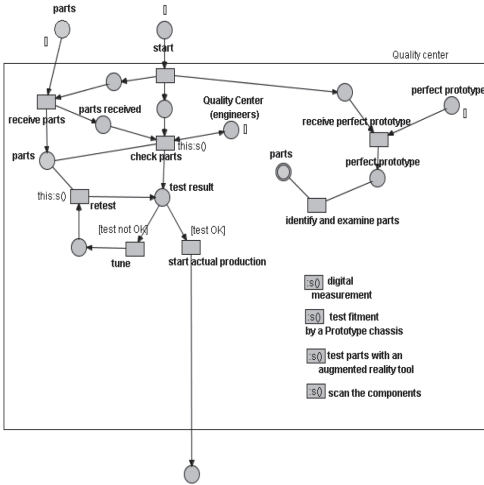 parts
start
Quality center
perfect prototype
receive parts
parts received
Quality Center
(engineers)
receive perfect prototype
check parts
this:s()
parts
parts
perfect prototype
this:s()
retest
test result
identify and examine parts
[test not OK]
[test OK]
tune
start actual production
:s() digital
measurement
:s() test fitment
by a Prototype chassis
:s() test parts with an
augmented reality tool
:s() scan the components